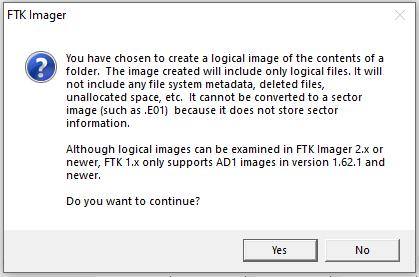 FTK Imager
You have chosen to create a logical image of the contents of a
folder.  The image created will include only logical files. It will
not include any file system metadata, deleted files,
unallocated space, etc.  It cannot be converted to a sector
image (such as .E01)  because it does not store sector
information.
Although logical images can be examined in FTK Imager 2.x or
newer, FTK 1.x only supports AD1 images in version 1.62.1 and
newer.
Do you want to continue?
Yes
No